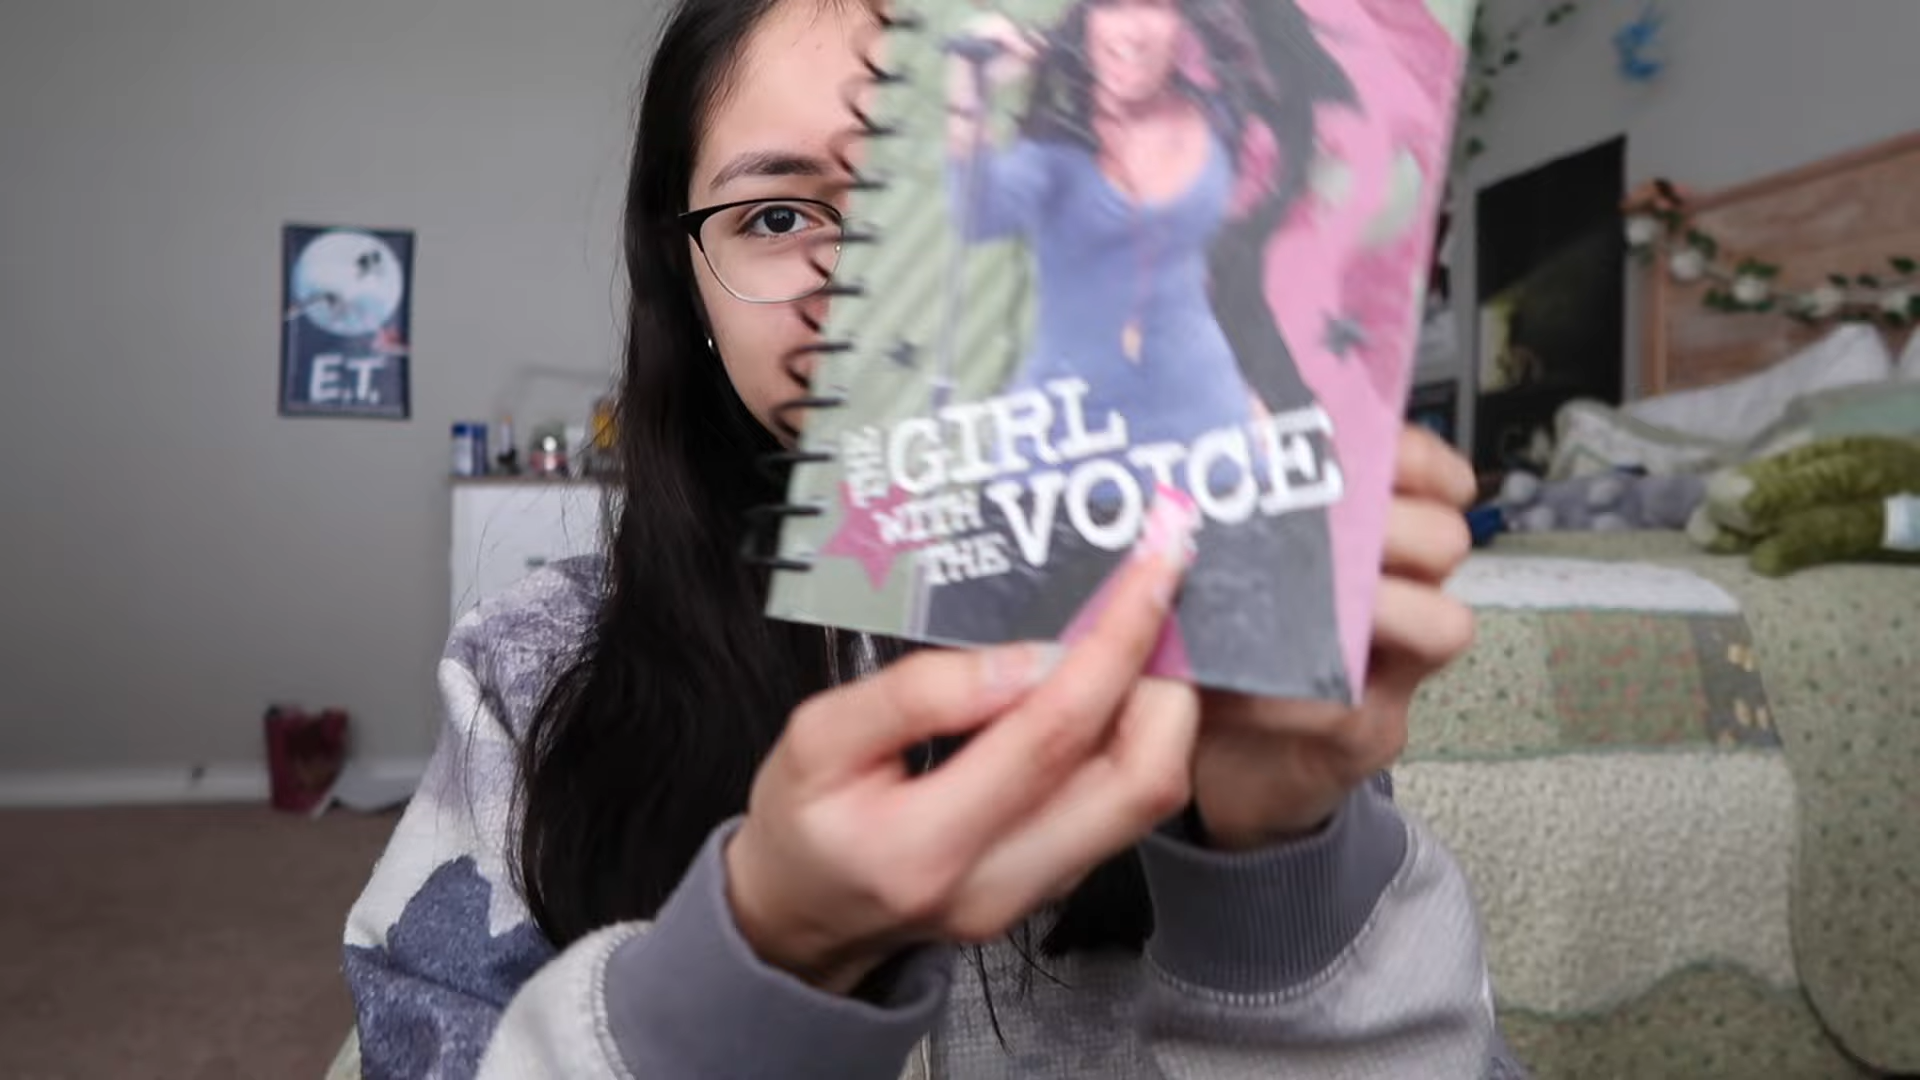 E.T.
THE
GIRL
WITH
THE
VOICE